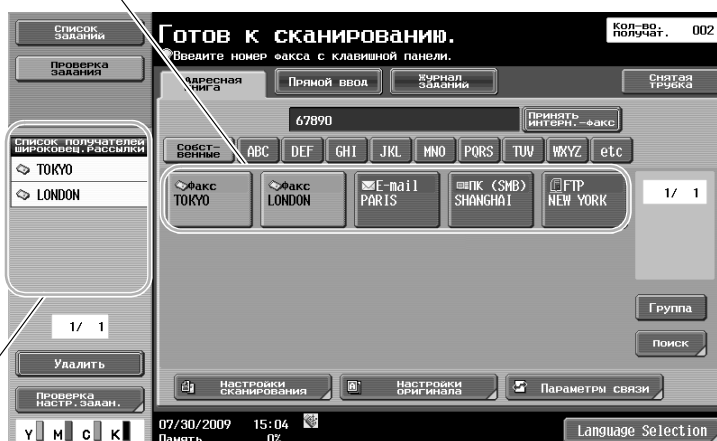 Список
заданий
Готов к сканированию.
Кол-во.
получат. 002
Введите номер факса с клавишной панели.
Проверка
задания
Адресная
книга
Прямой ввод
Журнал
заданий
Снятая
трубка
67890
Принять
интерн.-факс
Список получателей
широковец.рассылки
Собст-
венные
ABC DEF GHI JKL MNO PQRS TUV WXYZ etc
TOKYO
LONDON
Факс
TOKYO
Факс
LONDON
E-mail
PARIS
ПК (SMB)
SHANGHAI
FTP
NEW YORK
1/ 1
Группа
Поиск
1/ 1
Удалить
Проверка
настр.задан.
Настройки
сканирования
Настройки
оригинала
Параметры связи
Y M C K
07/30/2009 15:04
Память 0%
Language Selection